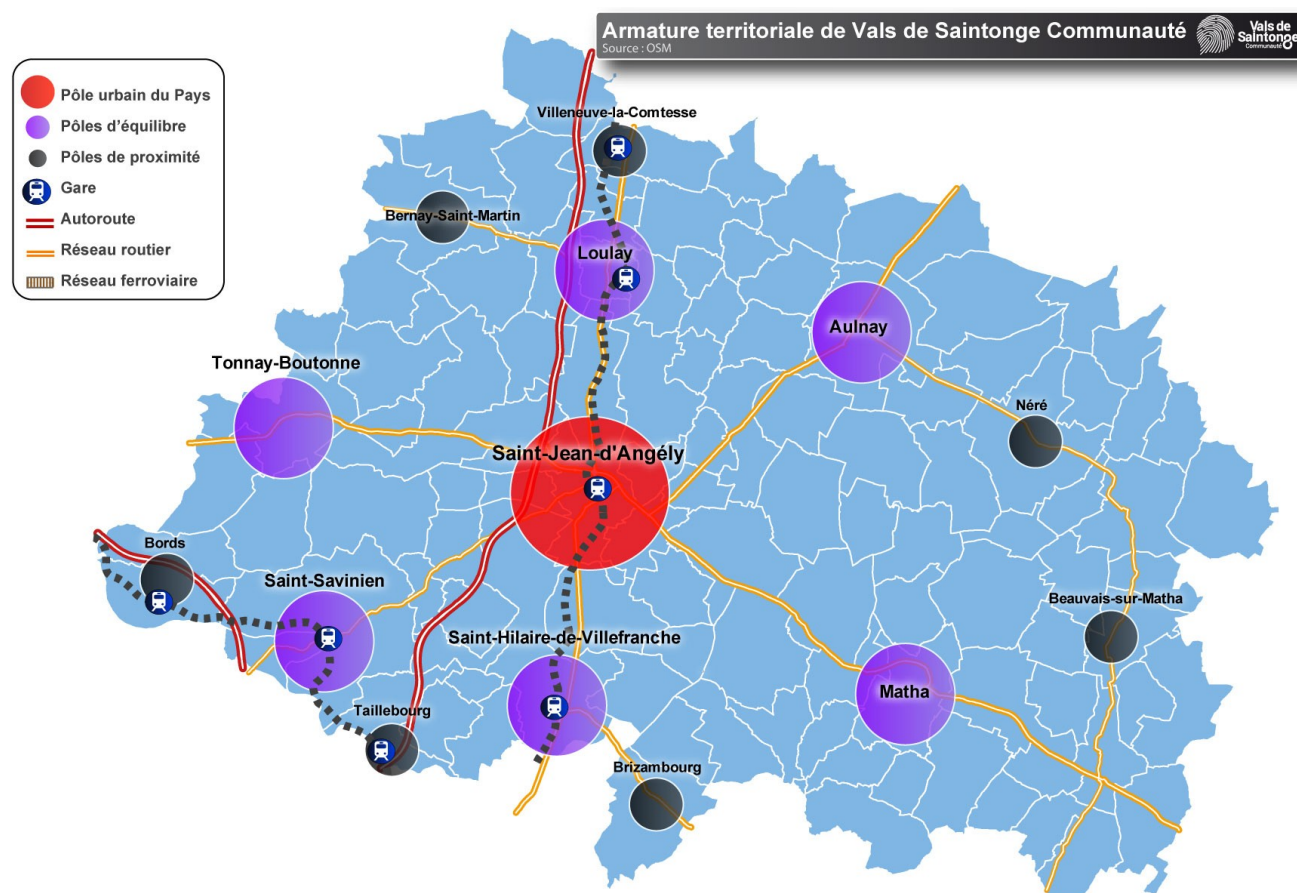 Armature territoriale de Vals de Saintonge Communauté
Source : OSM
Vals de
Saintonge
Communauté
Pôle urbain du Pays
Pôles d'équilibre
Pôles de proximité
Gare
Autoroute
Réseau routier
Réseau ferroviaire
Villeneuve-la-Comtesse
Bernay-Saint-Martin
Loulay
Aulnay
Tonnay-Boutonne
Néré
Saint-Jean-d'Angély
Bords
Saint-Savinien
Beauvais-sur-Matha
Saint-Hilaire-de-Villefranche
Matha
Taillebourg
Brizambourg